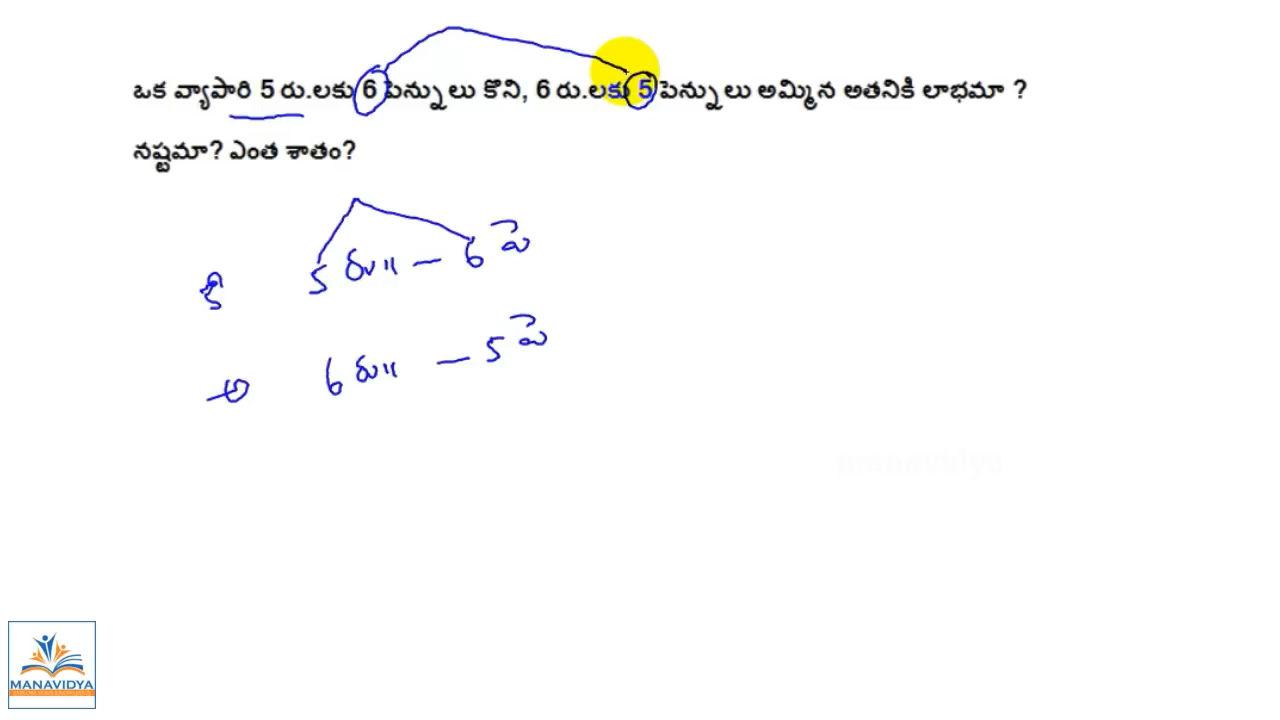 ఒక వ్యాపారి 5 రు.లకు 6 పెన్నులు కొని, 6 రు.లకు 5 పెన్నులు అమ్మిన అతనికి లాభమా ?
నష్టమా? ఎంత శాతం?
కొ 5 రు॥ — 6 పె
అ 6 రు॥ — 5 పె
MANAVIDYA